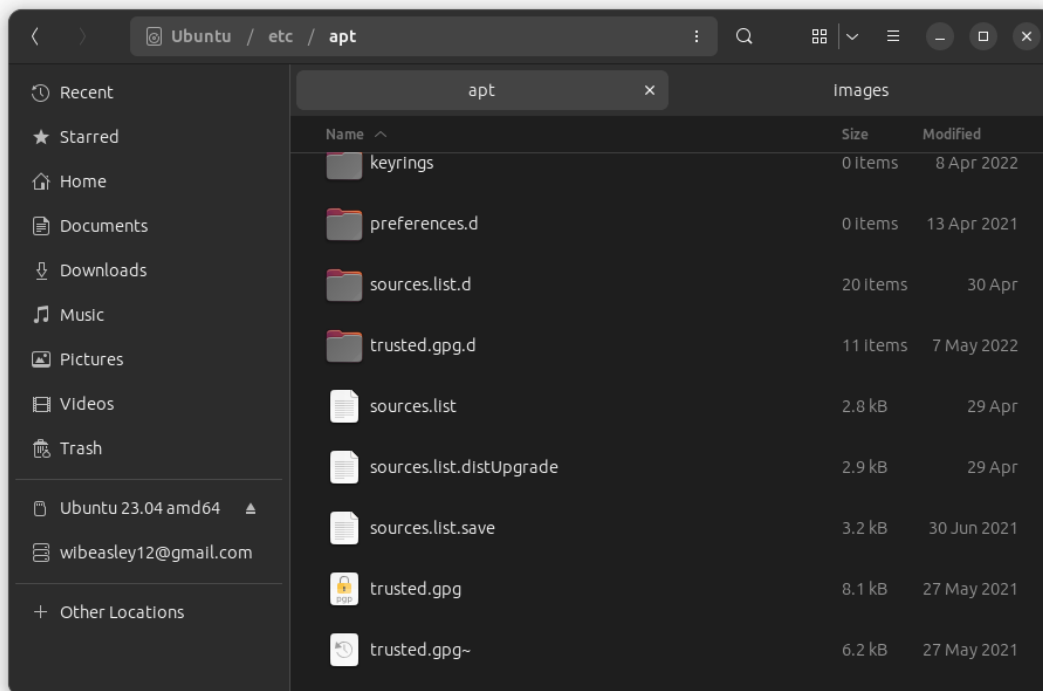 Ubuntu / etc / apt
Recent
Starred
Home
Documents
Downloads
Music
Pictures
Videos
Trash
Ubuntu 23.04 amd64
wibeasley12@gmail.com
Other Locations
apt Images
Name Size Modified
keyrings 0 items 8 Apr 2022
preferences.d 0 items 13 Apr 2021
sources.list.d 20 items 30 Apr
trusted.gpg.d 11 items 7 May 2022
sources.list 2.8 kB 29 Apr
sources.list.distUpgrade 2.9 kB 29 Apr
sources.list.save 3.2 kB 30 Jun 2021
pgp trusted.gpg 8.1 kB 27 May 2021
trusted.gpg~ 6.2 kB 27 May 2021